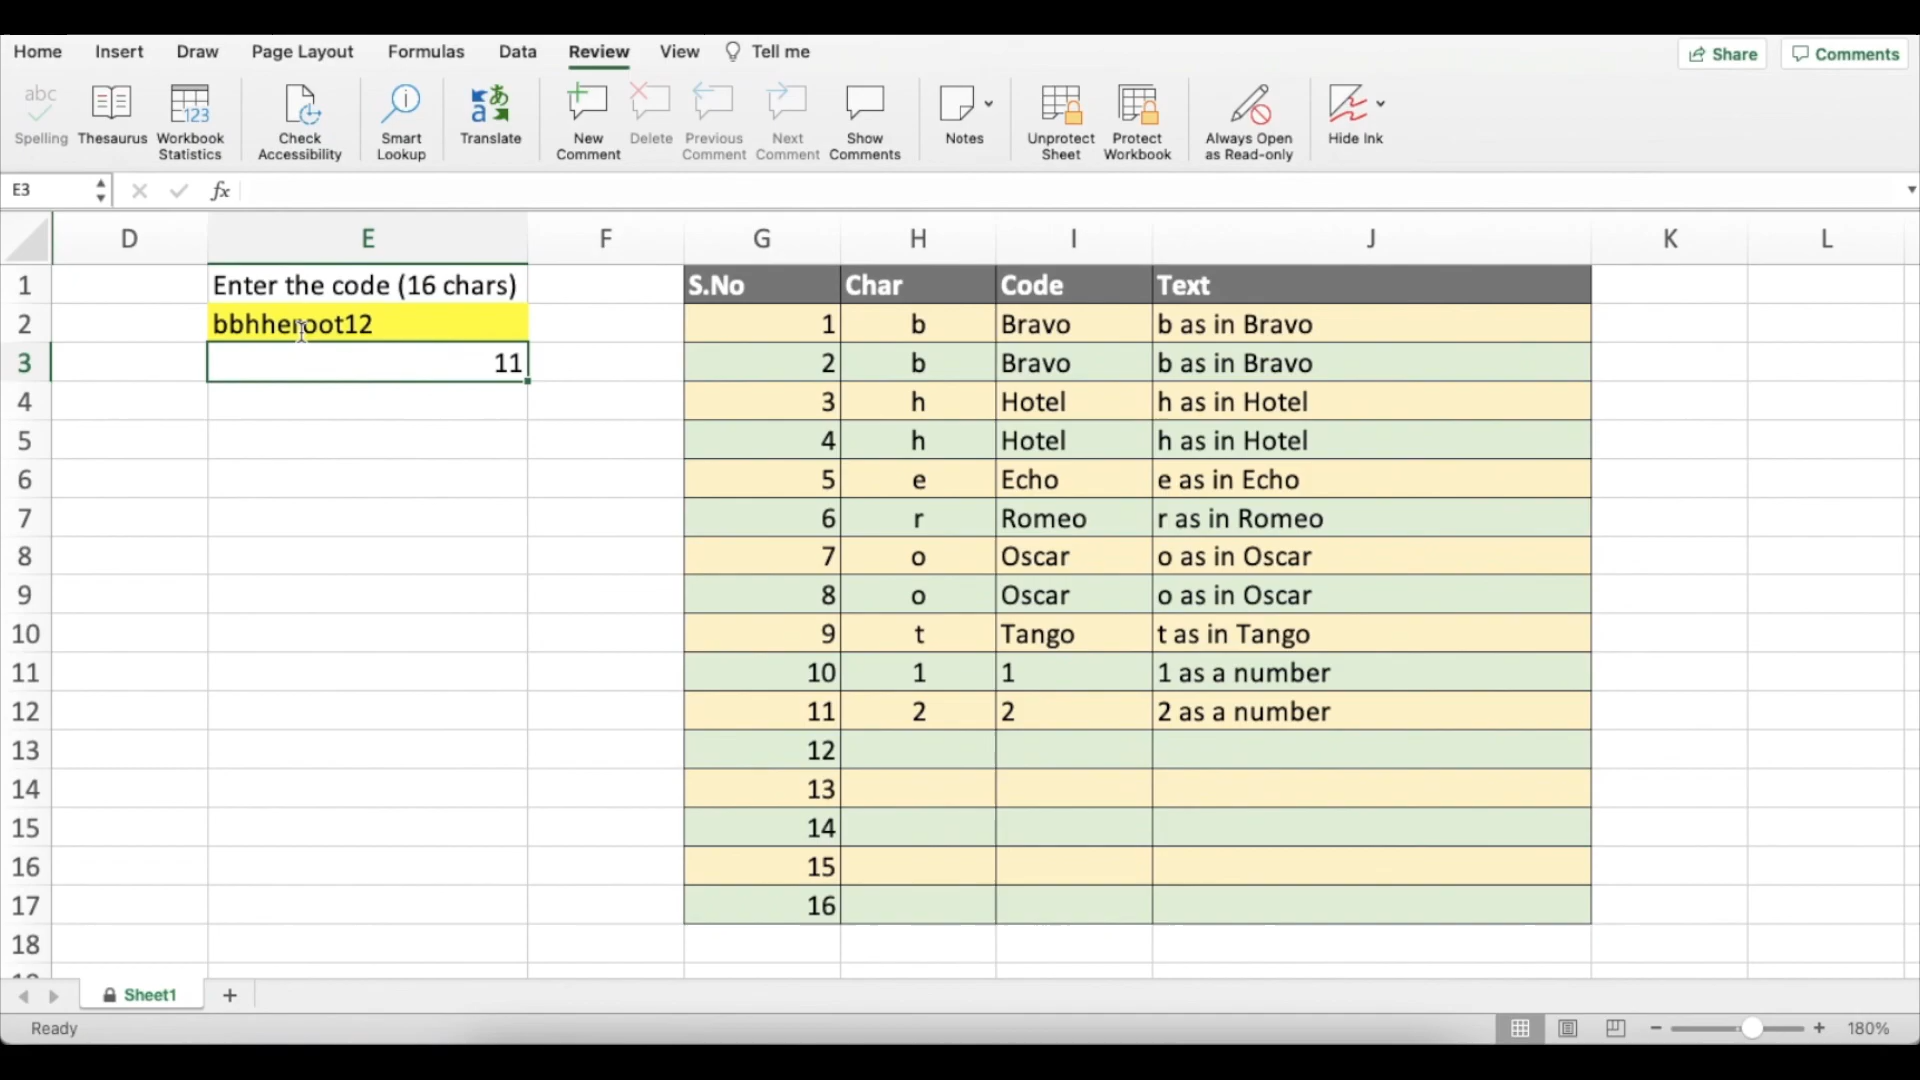 Home Insert Draw Page Layout Formulas Data Review View Tell me Share Comments
abc
Spelling Thesaurus Workbook Statistics Check Accessibility Smart Lookup Translate New Comment Delete Previous Comment Next Comment Show Comments Notes Unprotect Sheet Protect Workbook Always Open as Read-only Hide Ink
E3 fx
D E F G H I J K L
1 Enter the code (16 chars) S.No Char Code Text
2 bbhheroot12 1 b Bravo b as in Bravo
3 11 2 b Bravo b as in Bravo
4 3 h Hotel h as in Hotel
5 4 h Hotel h as in Hotel
6 5 e Echo e as in Echo
7 6 r Romeo r as in Romeo
8 7 o Oscar o as in Oscar
9 8 o Oscar o as in Oscar
10 9 t Tango t as in Tango
11 10 1 1 1 as a number
12 11 2 2 2 as a number
13 12
14 13
15 14
16 15
17 16
18
Sheet1 +
Ready 180%